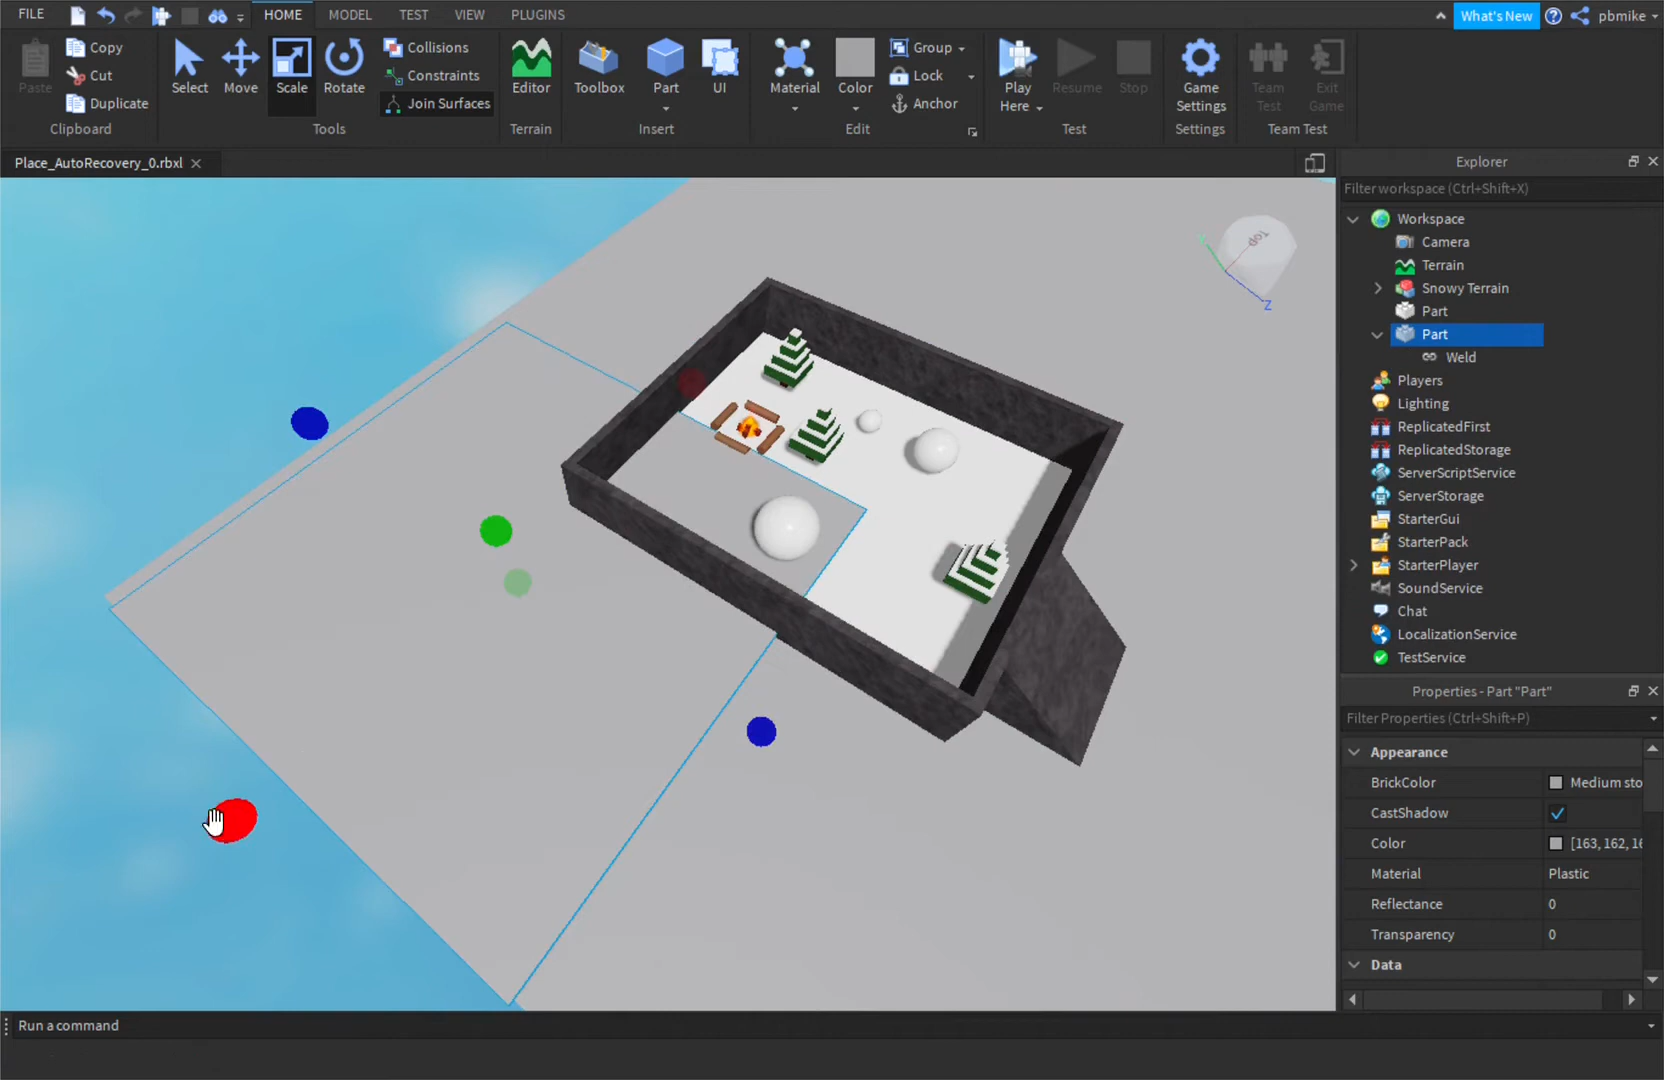 FILE
HOME
MODEL
TEST
VIEW
PLUGINS
What's New
pbmike
Paste
Copy
Cut
Duplicate
Clipboard
Select
Move
Scale
Rotate
Collisions
Constraints
Join Surfaces
Tools
Editor
Terrain
Toolbox
Part
UI
Insert
Material
Color
Group
Lock
Anchor
Edit
Play
Here
Resume
Stop
Test
Game
Settings
Settings
Team
Test
Exit
Game
Team Test
Place_AutoRecovery_0.rbxl
Top
Y
Z
Explorer
Filter workspace (Ctrl+Shift+X)
Workspace
Camera
Terrain
Snowy Terrain
Part
Part
Weld
Players
Lighting
ReplicatedFirst
ReplicatedStorage
ServerScriptService
ServerStorage
StarterGui
StarterPack
StarterPlayer
SoundService
Chat
LocalizationService
TestService
Properties - Part "Part"
Filter Properties (Ctrl+Shift+P)
Appearance
BrickColor Medium sto
CastShadow
Color [163, 162, 16
Material Plastic
Reflectance 0
Transparency 0
Data
Run a command